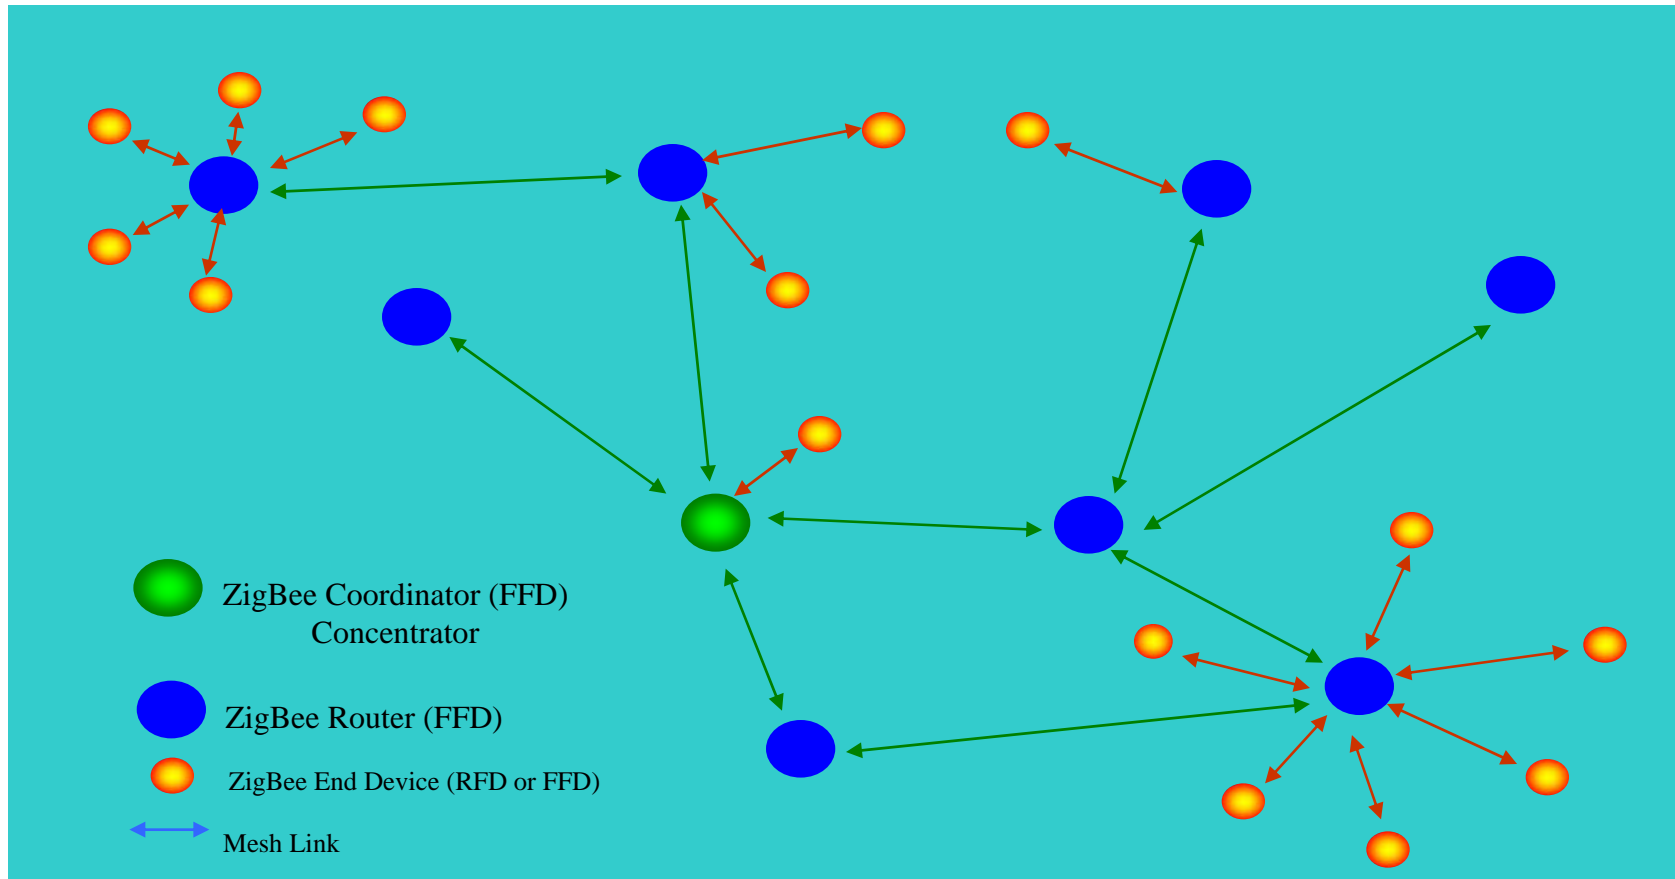 ZigBee Coordinator (FFD)
Concentrator
ZigBee Router (FFD)
ZigBee End Device (RFD or FFD)
Mesh Link